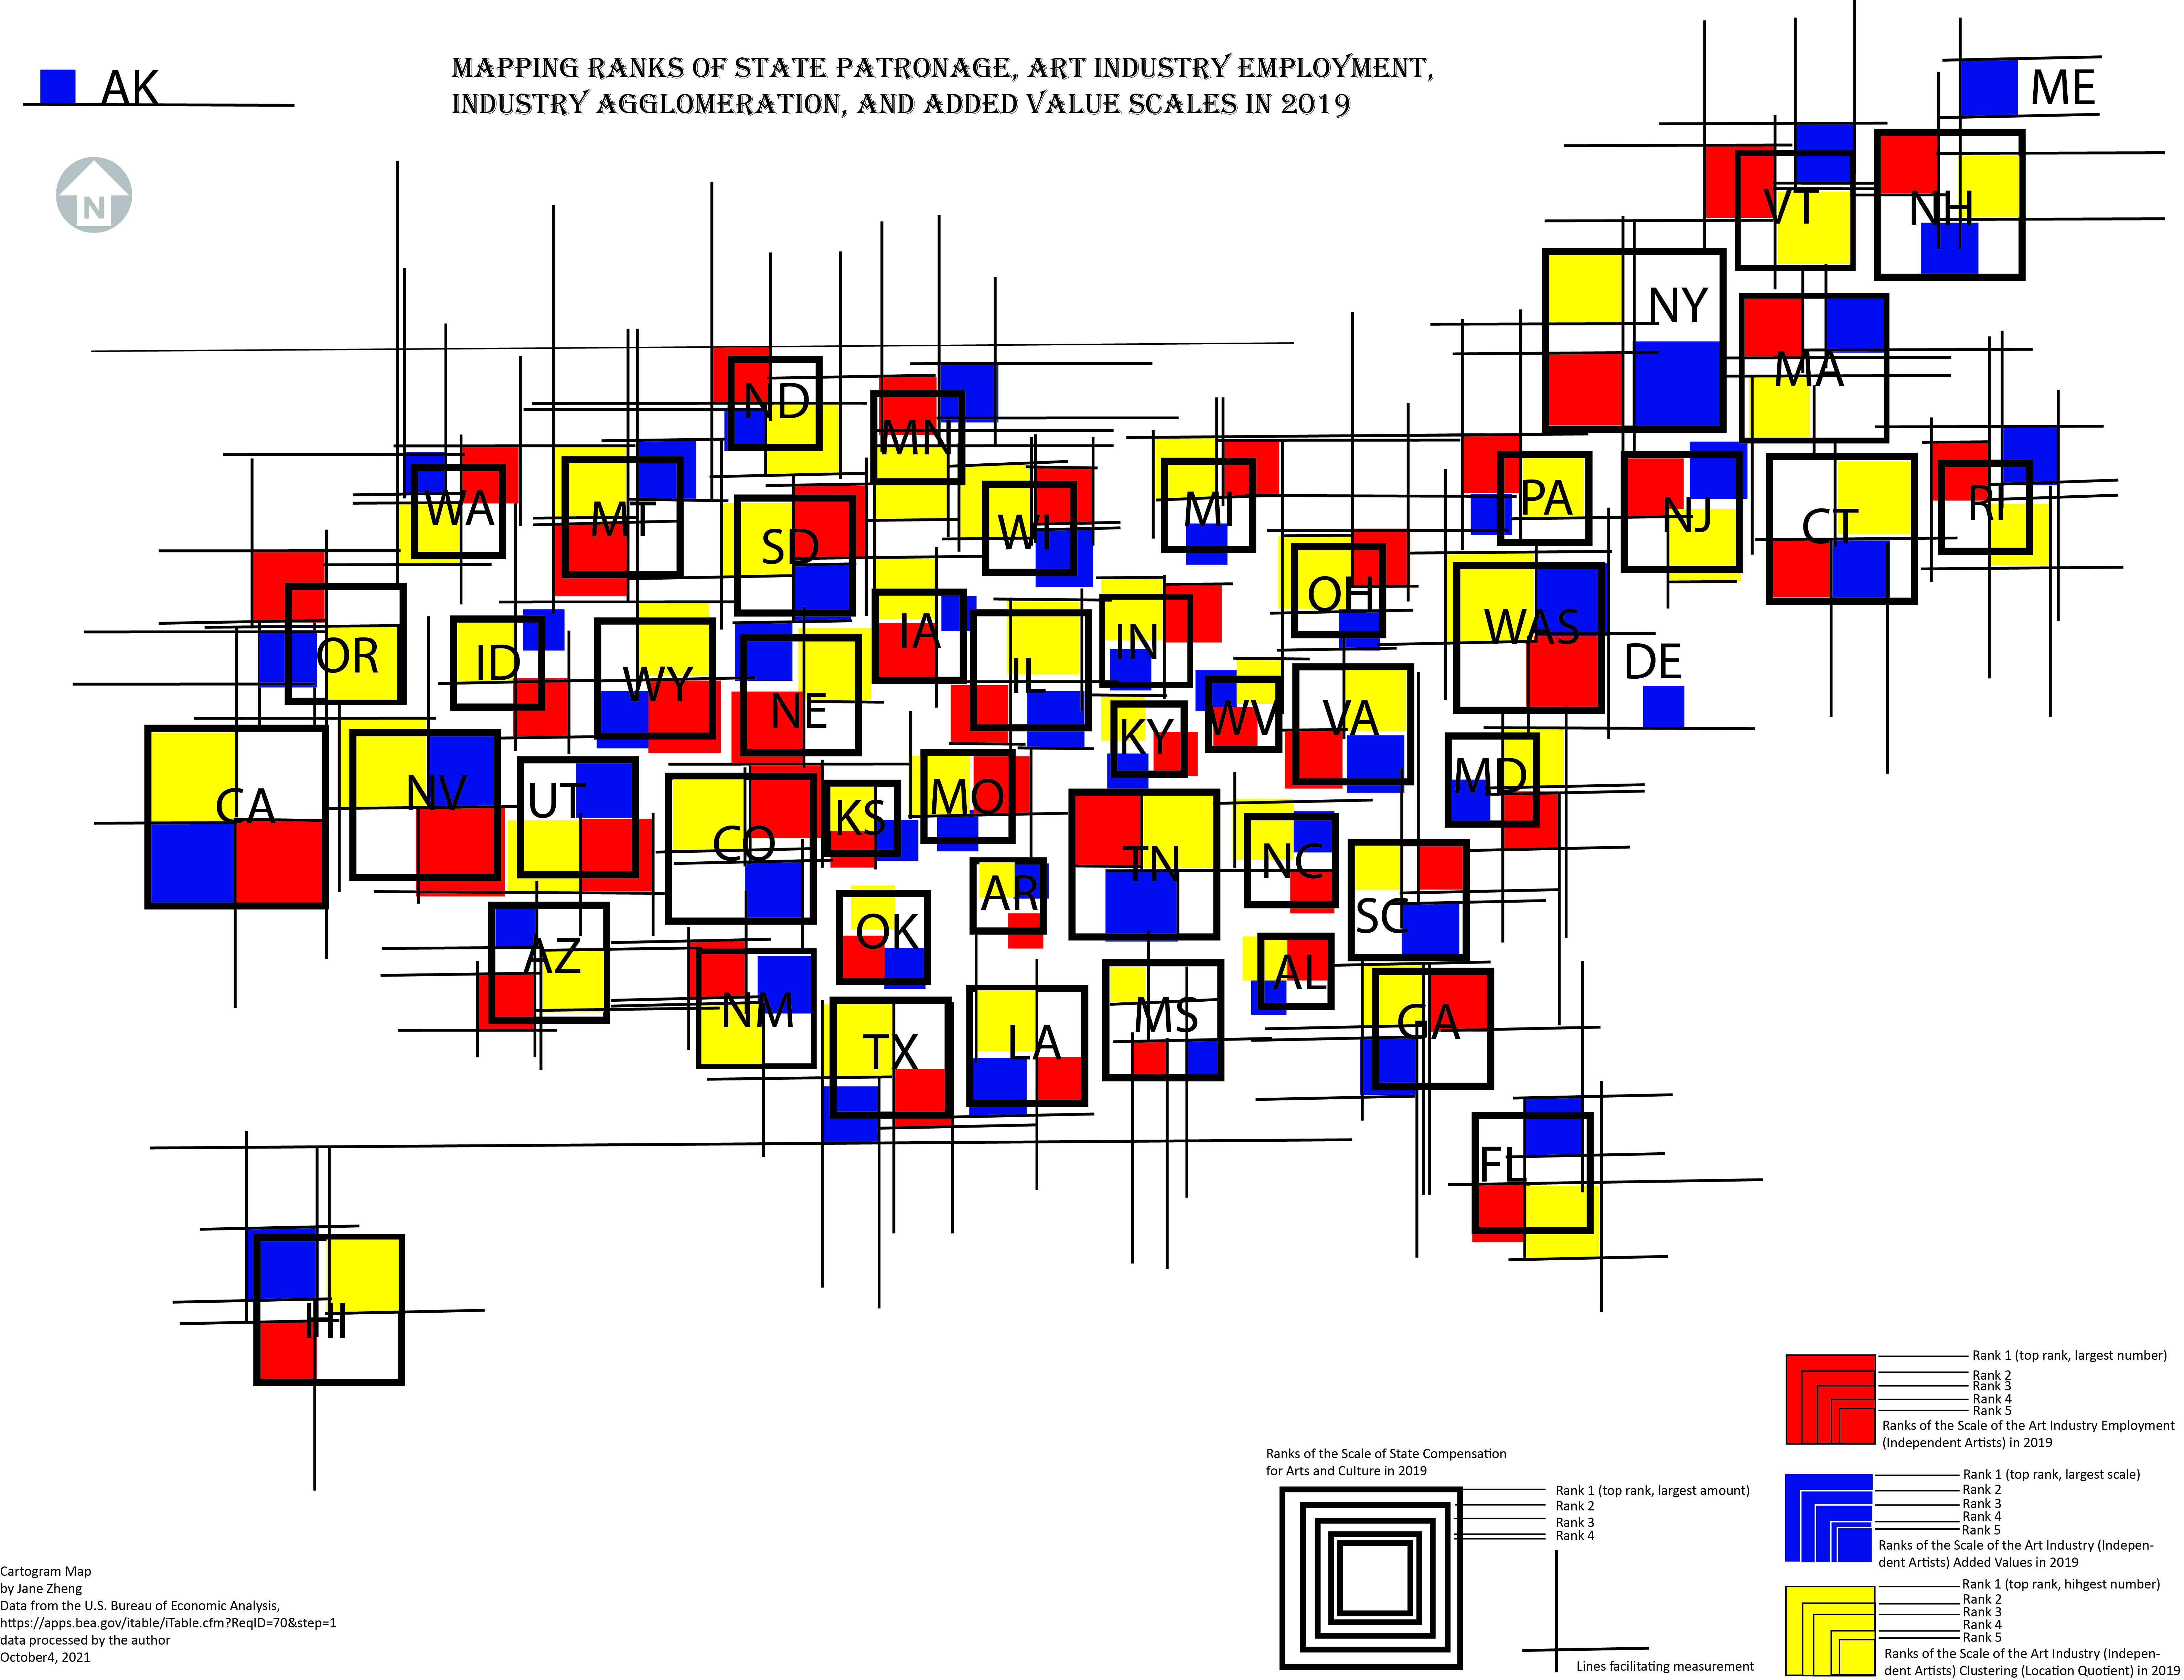 MAPPING RANKS OF STATE PATRONAGE, ART INDUSTRY EMPLOYMENT,
INDUSTRY AGGLOMERATION, AND ADDED VALUE SCALES IN 2019
AK
ME
N
VT
NH
NY
MA
ND
MN
WA
MT
SD
WI
MI
PA
NJ
CT
RI
OR
ID
WY
NE
IA
IL
IN
OH
WAS
DE
CA
NV
UT
CO
KS
MO
KY
WV
VA
MD
AZ
NM
OK
AR
TN
NC
SC
TX
LA
MS
AL
GA
FL
HI
Rank 1 (top rank, largest number)
Rank 2
Rank 3
Rank 4
Rank 5
Ranks of the Scale of the Art Industry Employment
(Independent Artists) in 2019
Ranks of the Scale of State Compensation
for Arts and Culture in 2019
Rank 1 (top rank, largest amount)
Rank 2
Rank 3
Rank 4
Lines facilitating measurement
Rank 1 (top rank, largest scale)
Rank 2
Rank 3
Rank 4
Rank 5
Ranks of the Scale of the Art Industry (Indepen-
dent Artists) Added Values in 2019
Rank 1 (top rank, hihgest number)
Rank 2
Rank 3
Rank 4
Rank 5
Ranks of the Scale of the Art Industry (Indepen-
dent Artists) Clustering (Location Quotient) in 2019
Cartogram Map
by Jane Zheng
Data from the U.S. Bureau of Economic Analysis,
https://apps.bea.gov/itable/iTable.cfm?ReqID=70&step=1
data processed by the author
October4, 2021